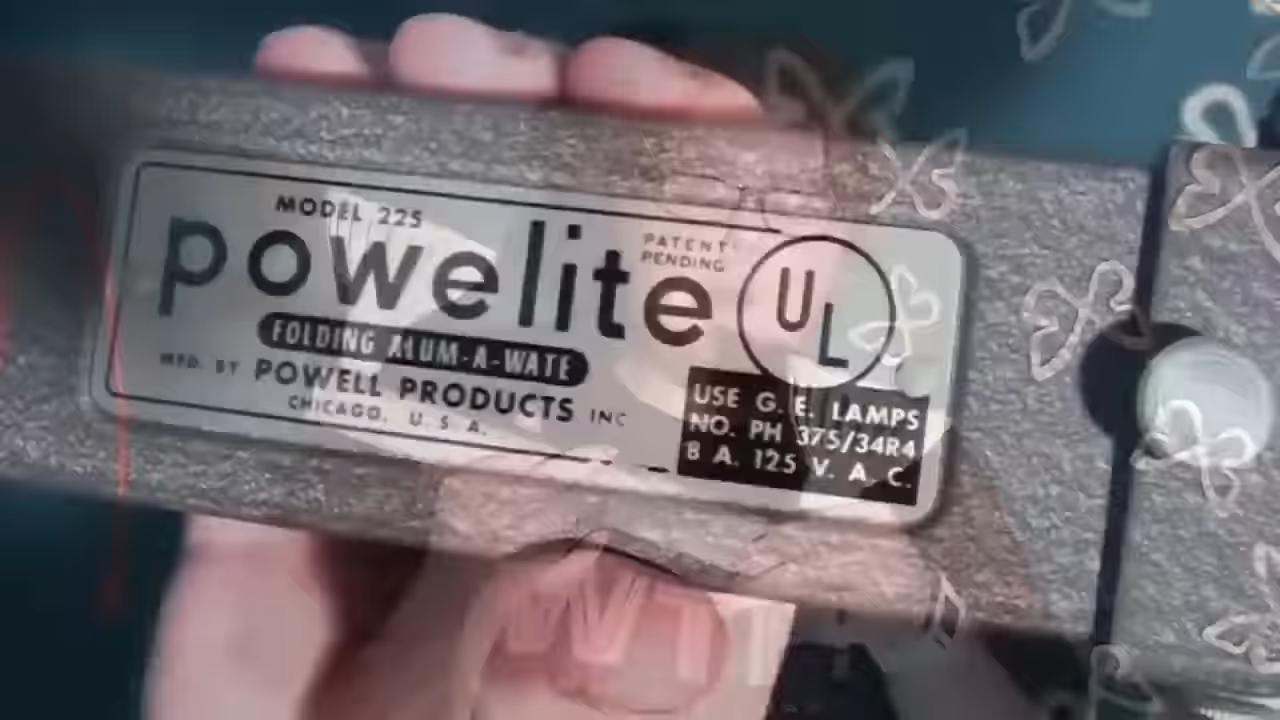 MODEL 225
powelite
PATENT
PENDING
UL
FOLDING ALUM-A-WATE
MFD. BY POWELL PRODUCTS INC
CHICAGO, U.S.A.
USE G.E. LAMPS
NO. PH 375/34R4
8 A. 125 V.A.C.